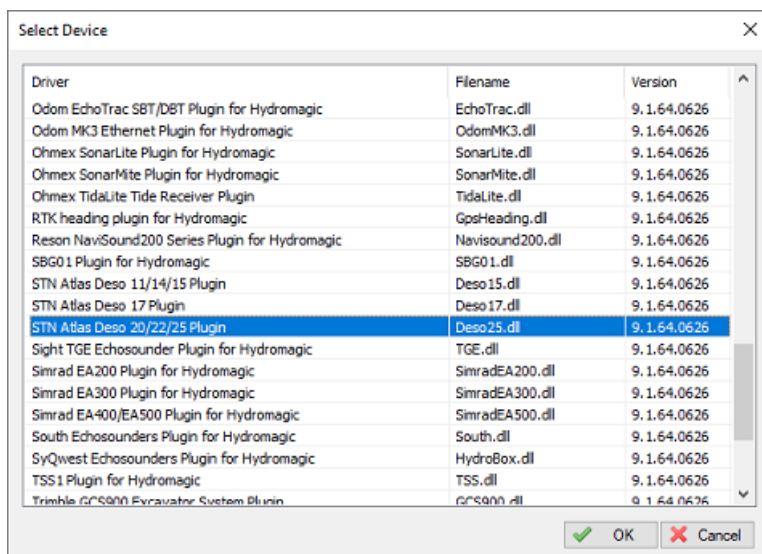 Select Device
Driver Filename Version
Odom EchoTrac SBT/DBT Plugin for Hydromagic EchoTrac.dll 9.1.64.0626
Odom MK3 Ethernet Plugin for Hydromagic OdomMK3.dll 9.1.64.0626
Ohmex SonarLite Plugin for Hydromagic SonarLite.dll 9.1.64.0626
Ohmex SonarMite Plugin for Hydromagic SonarMite.dll 9.1.64.0626
Ohmex TidaLite Tide Receiver Plugin TidaLite.dll 9.1.64.0626
RTK heading plugin for Hydromagic GpsHeading.dll 9.1.64.0626
Reson NaviSound200 Series Plugin for Hydromagic Navisound200.dll 9.1.64.0626
SBG01 Plugin for Hydromagic SBG01.dll 9.1.64.0626
STN Atlas Deso 11/14/15 Plugin Deso15.dll 9.1.64.0626
STN Atlas Deso 17 Plugin Deso17.dll 9.1.64.0626
STN Atlas Deso 20/22/25 Plugin Deso25.dll 9.1.64.0626
Sight TGE Echosounder Plugin for Hydromagic TGE.dll 9.1.64.0626
Simrad EA200 Plugin for Hydromagic SimradEA200.dll 9.1.64.0626
Simrad EA300 Plugin for Hydromagic SimradEA300.dll 9.1.64.0626
Simrad EA400/EA500 Plugin for Hydromagic SimradEA500.dll 9.1.64.0626
South Echosounders Plugin for Hydromagic South.dll 9.1.64.0626
SyQwest Echosounders Plugin for Hydromagic HydroBox.dll 9.1.64.0626
TSS1 Plugin for Hydromagic TSS.dll 9.1.64.0626
Trimble GCS900 Excavator System Plugin GCS900.dll 9.1.64.0626
OK Cancel